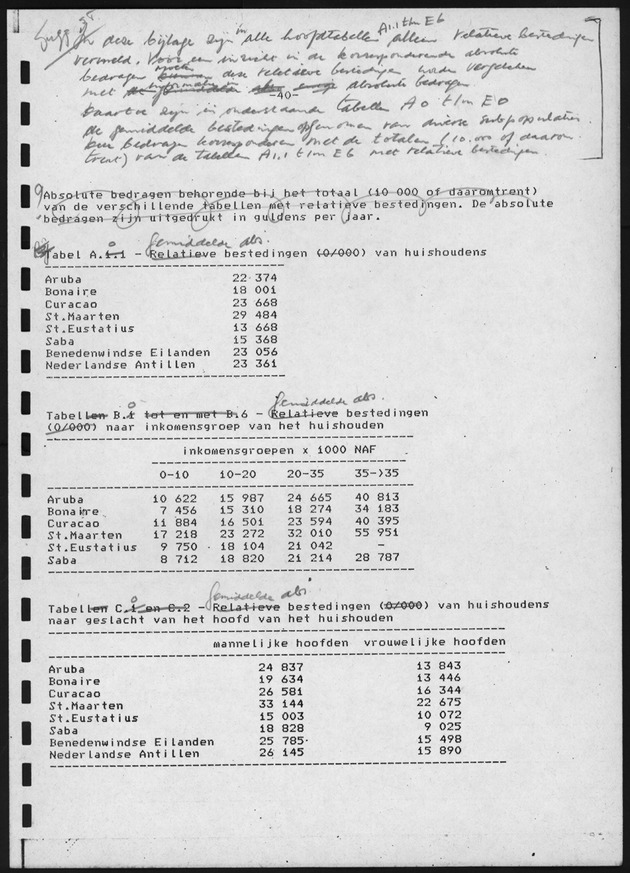 In deze bijlage zijn in alle hoofdtabellen A1.1 t/m E6 alleen relatieve bestedingen
vermeld. Voor een inzicht in de korresponderende absolute
bedragen deze relatieve bestedingen worden vergeleken
met absolute bedragen
-40-
zijn in onderstaande tabellen A0 t/m E0
de gemiddelde bestedingen opgenomen van diverse subpopulaties.
bedragen korresponderen met de totalen (10.000 of daarom
trent) van de tabellen A1.1 t/m E6 met relatieve bestedingen.
Absolute bedragen behorende bij het totaal (10 000 of daaromtrent)
van de verschillende tabellen met relatieve bestedingen. De absolute
bedragen zijn uitgedrukt in guldens per jaar.
0 Gemiddelde abs.
Tabel A.1.1 - Relatieve bestedingen (0/000) van huishoudens
Aruba 22 374
Bonaire 18 001
Curacao 23 668
St.Maarten 29 484
St.Eustatius 13 668
Saba 15 368
Benedenwindse Eilanden 23 056
Nederlandse Antillen 23 361
0 Gemiddelde abs.
Tabellen B.1 tot en met B.6 - Relatieve bestedingen
(0/000) naar inkomensgroep van het huishouden
inkomensgroepen x 1000 NAF
0-10 10-20 20-35 35->35
Aruba 10 622 15 987 24 665 40 813
Bonaire 7 456 15 310 18 274 34 183
Curacao 11 884 16 501 23 594 40 395
St.Maarten 17 218 23 272 32 010 55 951
St.Eustatius 9 750 18 104 21 042 -
Saba 8 712 18 820 21 214 28 787
0 Gemiddelde abs.
Tabellen C.1 en C.2 - Relatieve bestedingen (0/000) van huishoudens
naar geslacht van het hoofd van het huishouden
mannelijke hoofden vrouwelijke hoofden
Aruba 24 837 13 843
Bonaire 19 634 13 446
Curacao 26 581 16 344
St.Maarten 33 144 22 675
St.Eustatius 15 003 10 072
Saba 18 828 9 025
Benedenwindse Eilanden 25 785 15 498
Nederlandse Antillen 26 145 15 890